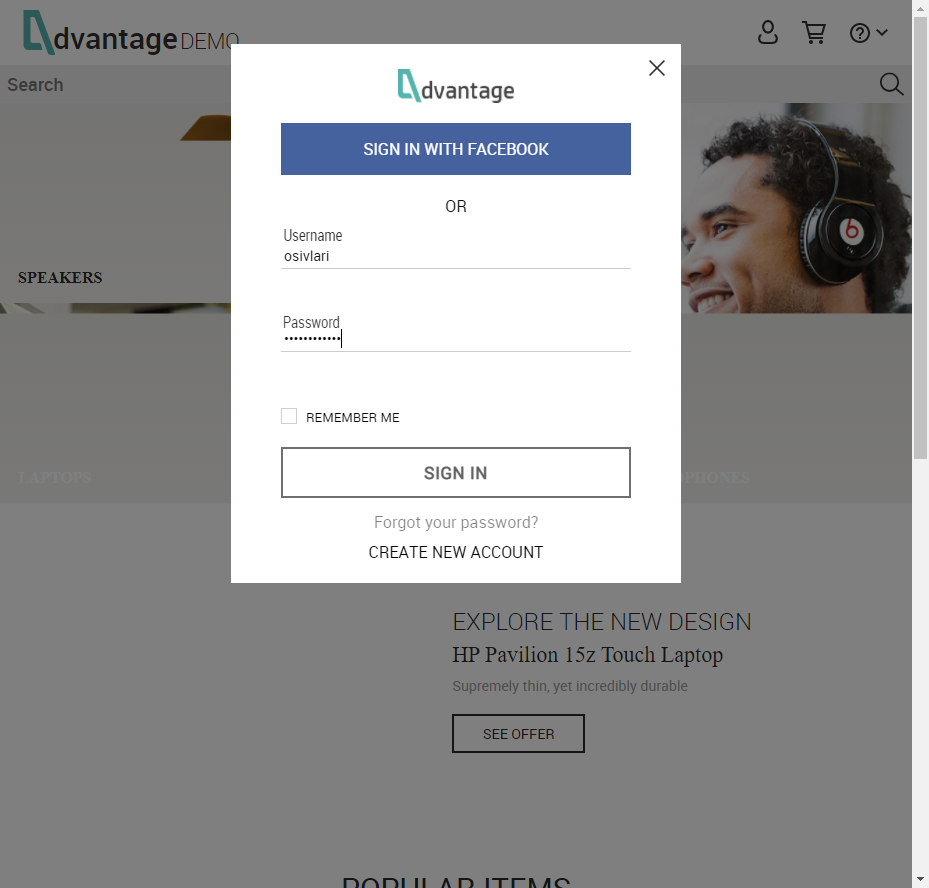 dvantage DEMO
Search
dvantage
SIGN IN WITH FACEBOOK
OR
Username
osivlari
SPEAKERS
Password
••••••••••••
REMEMBER ME
SIGN IN
LAPTOPS
PHONES
Forgot your password?
CREATE NEW ACCOUNT
EXPLORE THE NEW DESIGN
HP Pavilion 15z Touch Laptop
Supremely thin, yet incredibly durable
SEE OFFER
POPULAR ITEMS